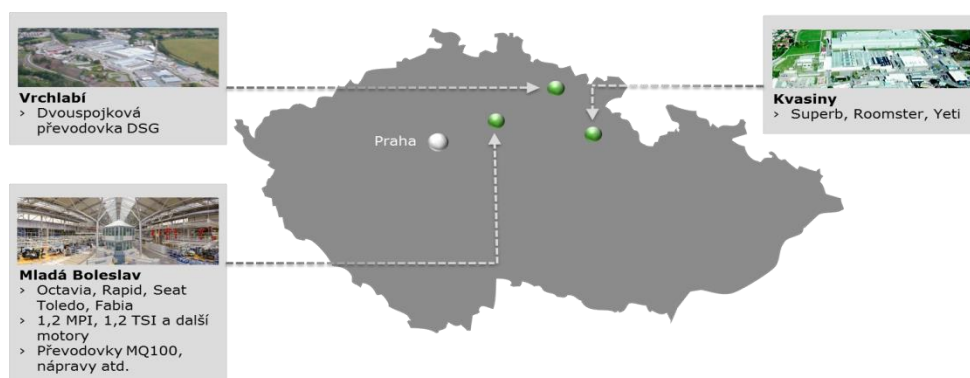 Vrchlabí
› Dvouspojková
převodovka DSG
Kvasiny
› Superb, Roomster, Yeti
Praha
Mladá Boleslav
› Octavia, Rapid, Seat
Toledo, Fabia
› 1,2 MPI, 1,2 TSI a další
motory
› Převodovky MQ100,
nápravy atd.